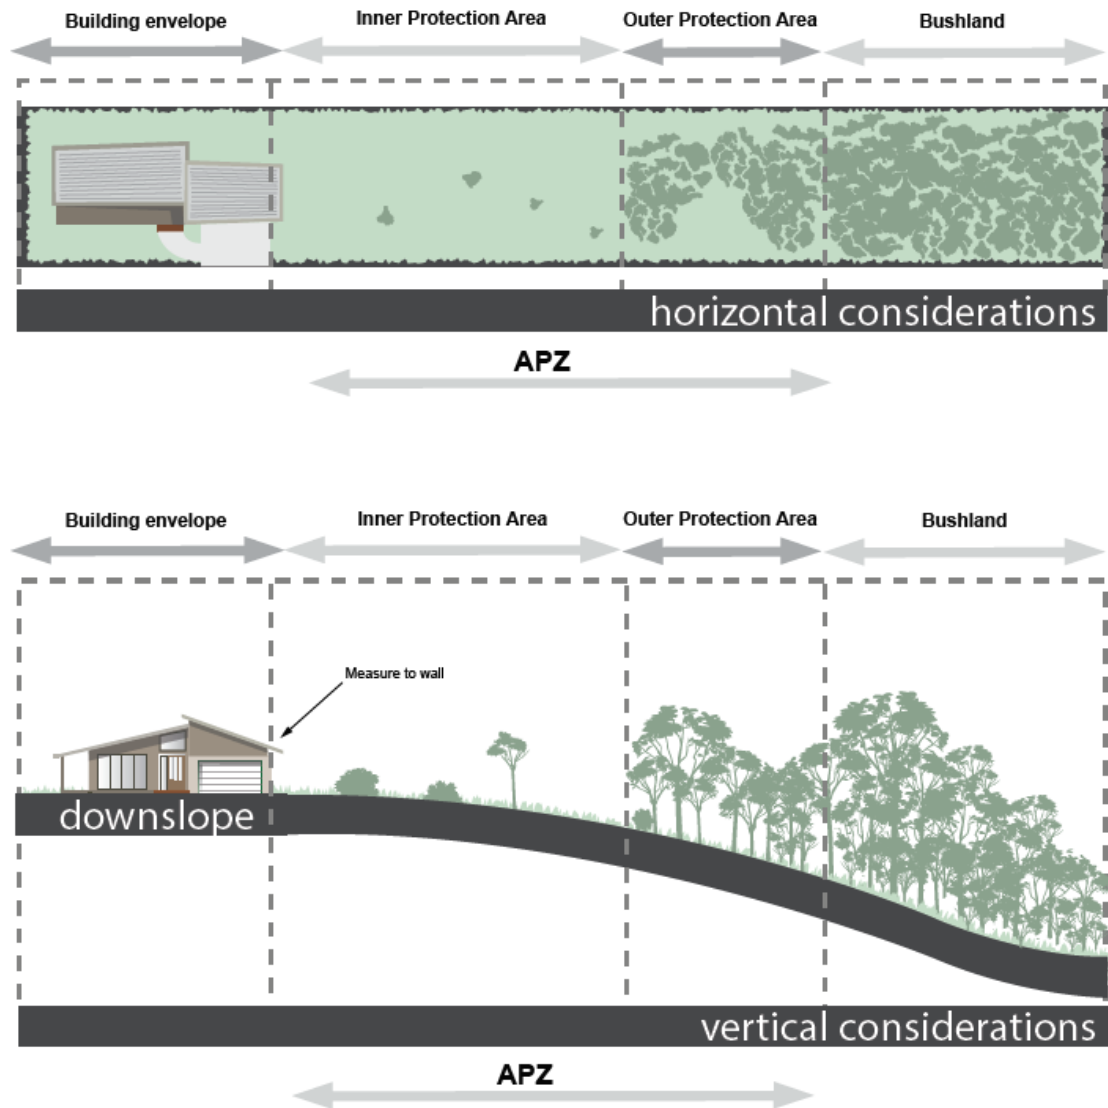 Building envelope
Inner Protection Area
Outer Protection Area
Bushland
horizontal considerations
APZ
Building envelope
Inner Protection Area
Outer Protection Area
Bushland
Measure to wall
downslope
vertical considerations
APZ